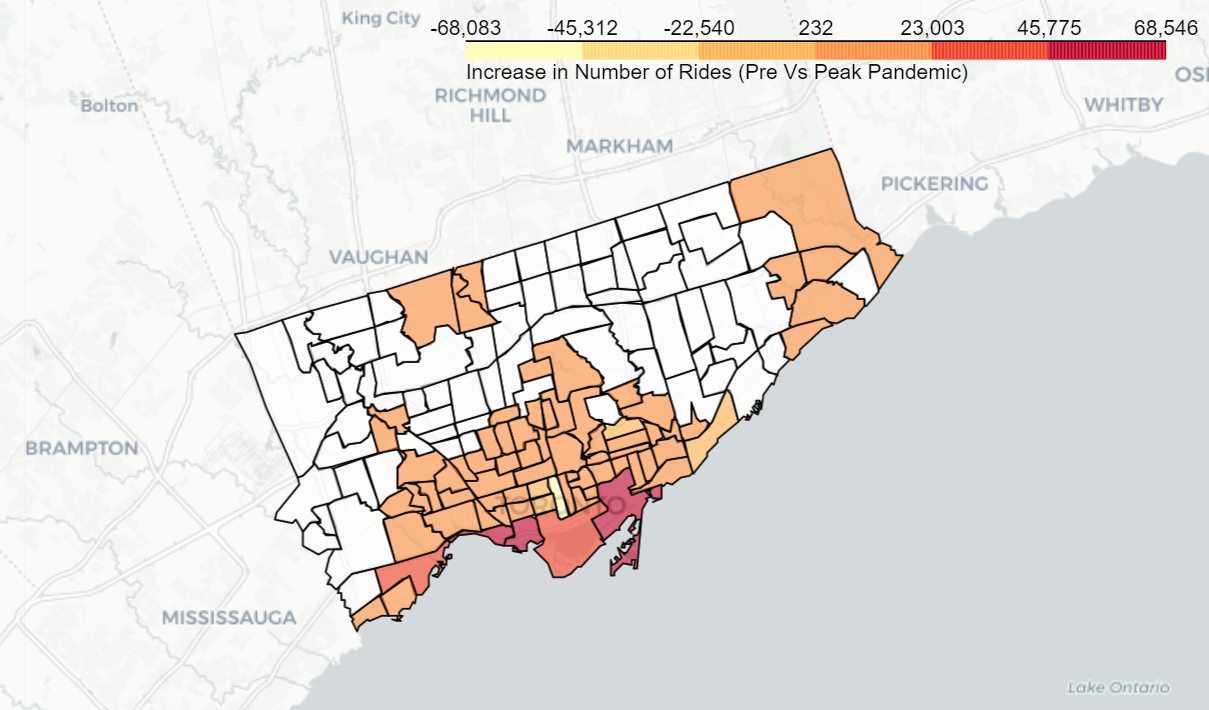 King City
-68,083 -45,312 -22,540 232 23,003 45,775 68,546
Increase in Number of Rides (Pre Vs Peak Pandemic)
Bolton
RICHMOND
HILL
WHITBY
MARKHAM
PICKERING
VAUGHAN
BRAMPTON
TORONTO
MISSISSAUGA
Lake Ontario